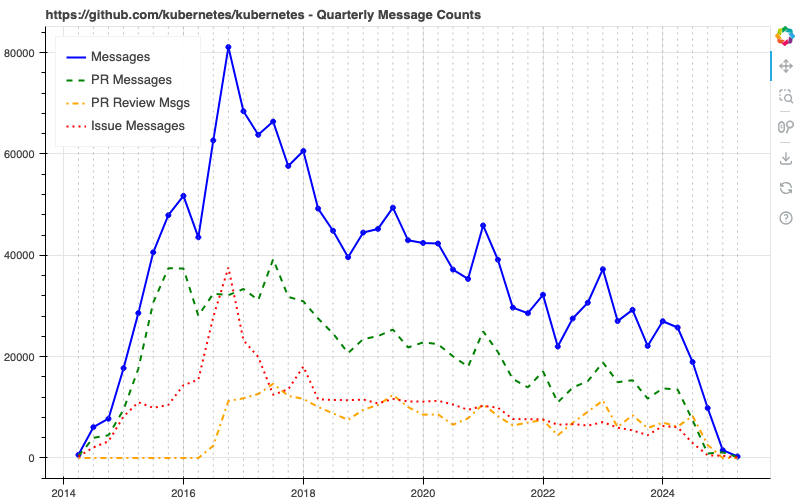 https://github.com/kubernetes/kubernetes - Quarterly Message Counts
80000
60000
40000
20000
0
Messages
PR Messages
PR Review Msgs
Issue Messages
2014
2016
2018
2020
2022
2024